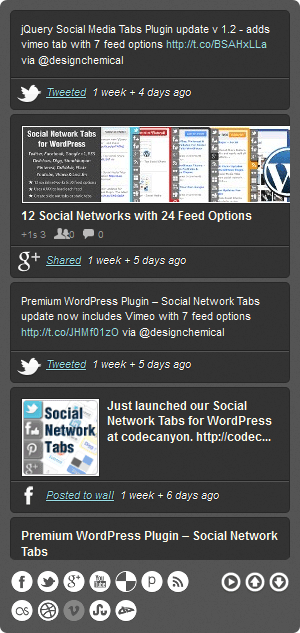 jQuery Social Media Tabs Plugin update v 1.2 - adds
vimeo tab with 7 feed options http://t.co/BSAHxLLa
via @designchemical
Tweeted 1 week + 4 days ago
Social Network Tabs
for WordPress
12 Social Networks with 24 Feed Options
+1s 3 0 0
g+ Shared 1 week + 5 days ago
Premium WordPress Plugin – Social Network Tabs
update now includes Vimeo with 7 feed options
http://t.co/JHMf01zO via @designchemical
Tweeted 1 week + 5 days ago
Social
Network
Tabs
Just launched our Social
Network Tabs for WordPress
at codecanyon. http://codec...
f Posted to wall 1 week + 6 days ago
Premium WordPress Plugin – Social Network
Tabs